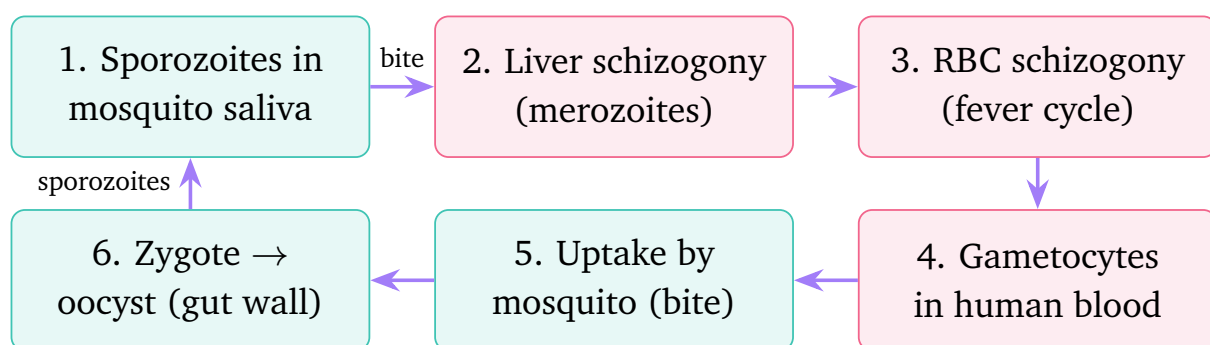 1. Sporozoites in
mosquito saliva
bite
2. Liver schizogony
(merozoites)
3. RBC schizogony
(fever cycle)
sporozoites
6. Zygote →
oocyst (gut wall)
5. Uptake by
mosquito (bite)
4. Gametocytes
in human blood